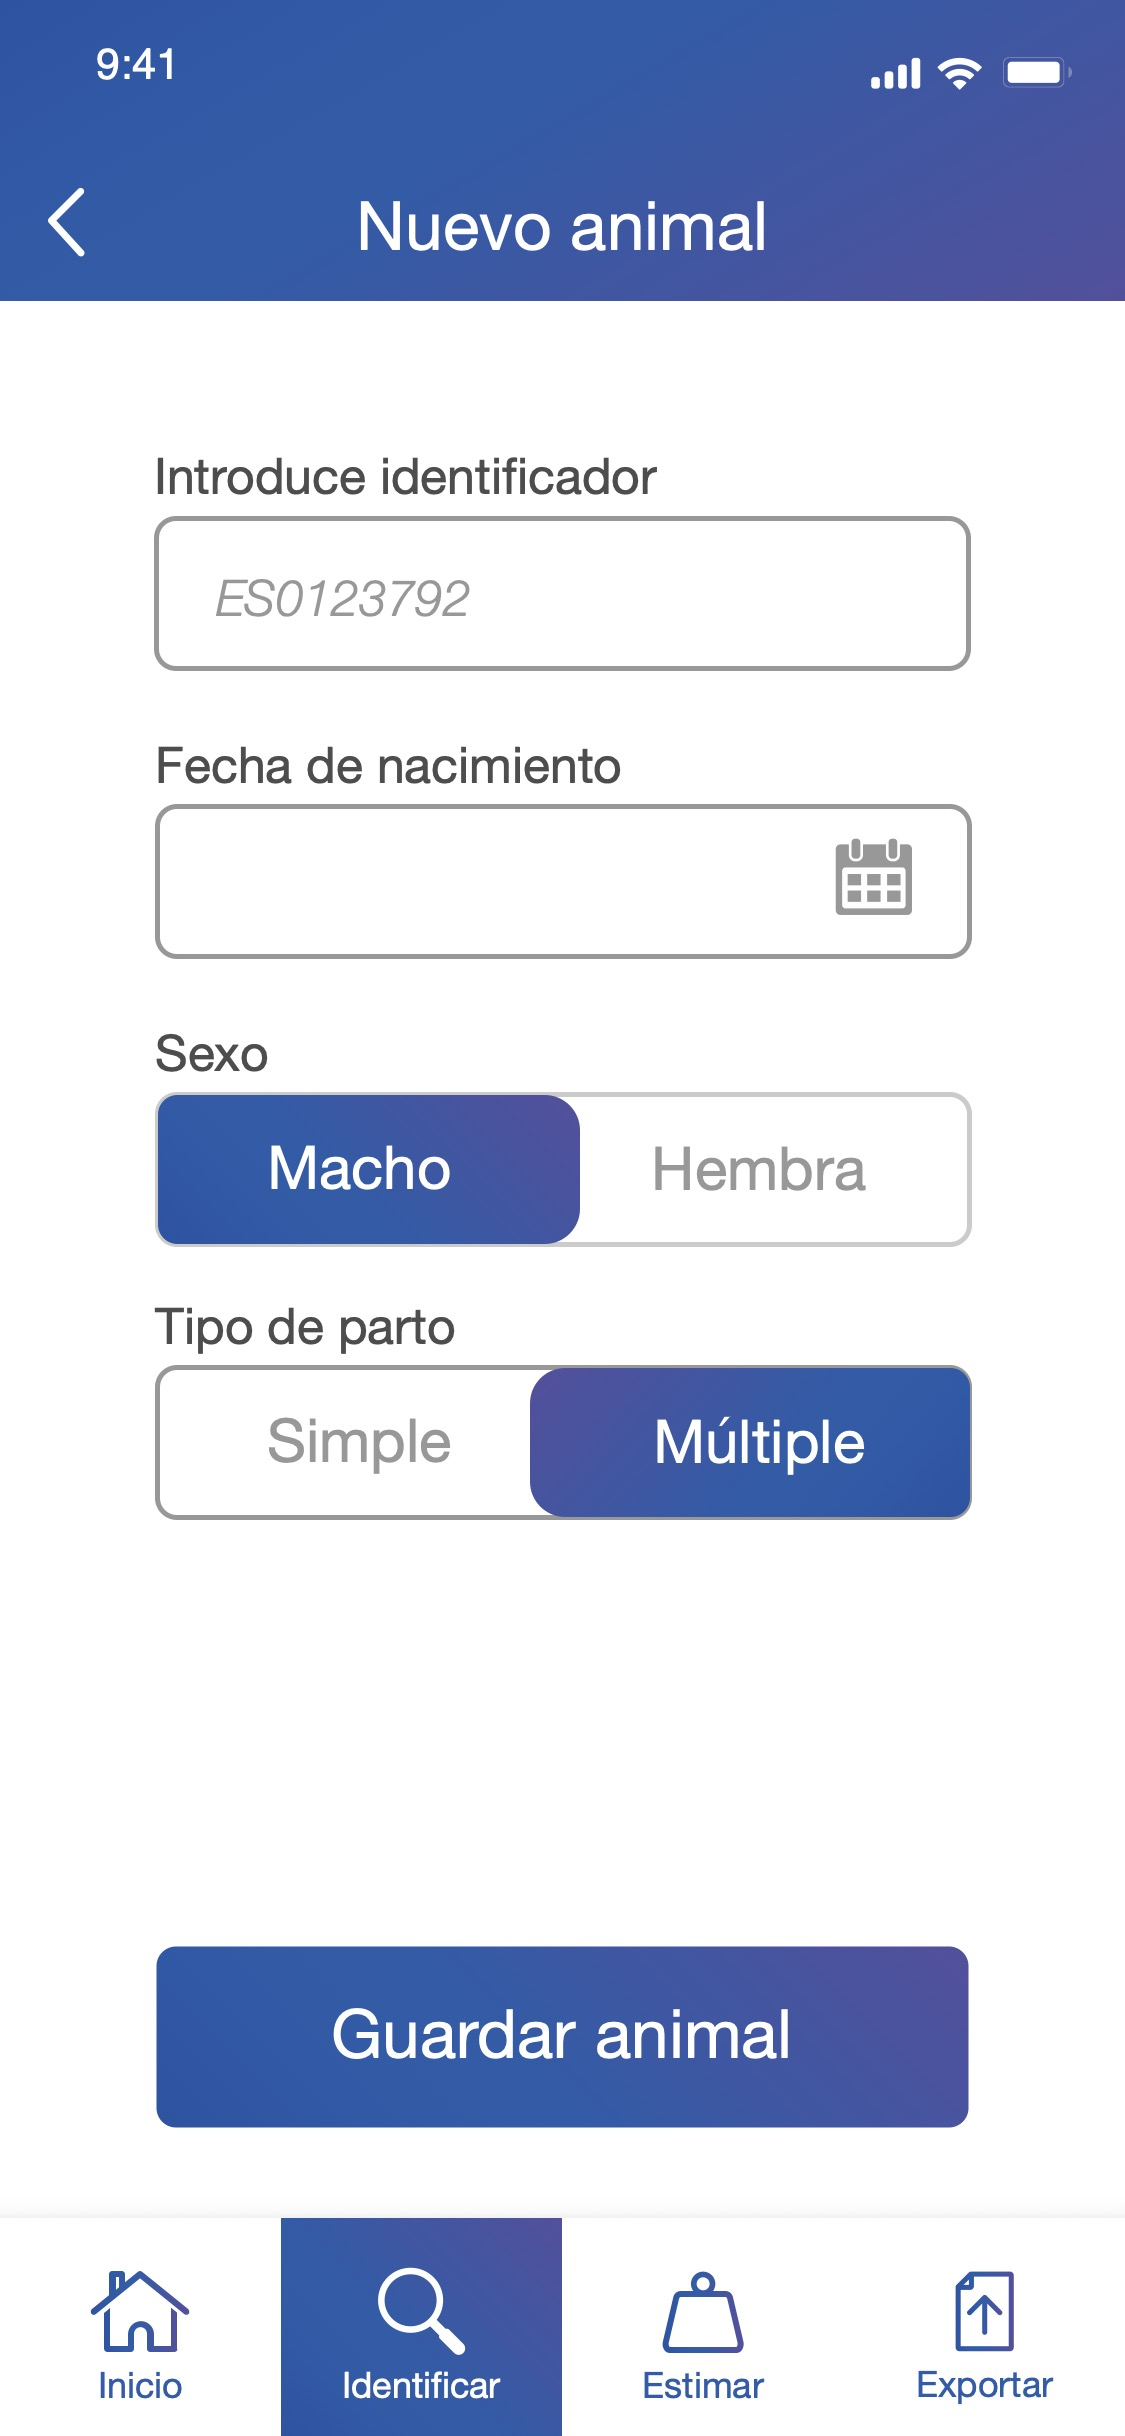 9:41
Nuevo animal
Introduce identificador
ES0123792
Fecha de nacimiento
Sexo
Macho
Hembra
Tipo de parto
Simple
Múltiple
Guardar animal
Inicio
Identificar
Estimar
Exportar